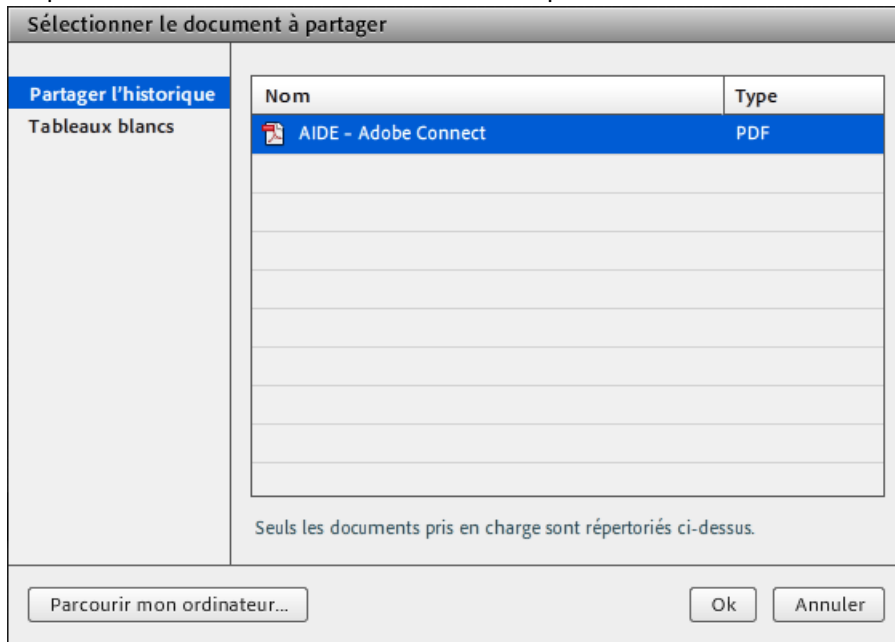 Sélectionner le document à partager
Partager l'historique
Tableaux blancs
Nom Type
AIDE - Adobe Connect PDF
Seuls les documents pris en charge sont répertoriés ci-dessus.
Parcourir mon ordinateur... Ok Annuler